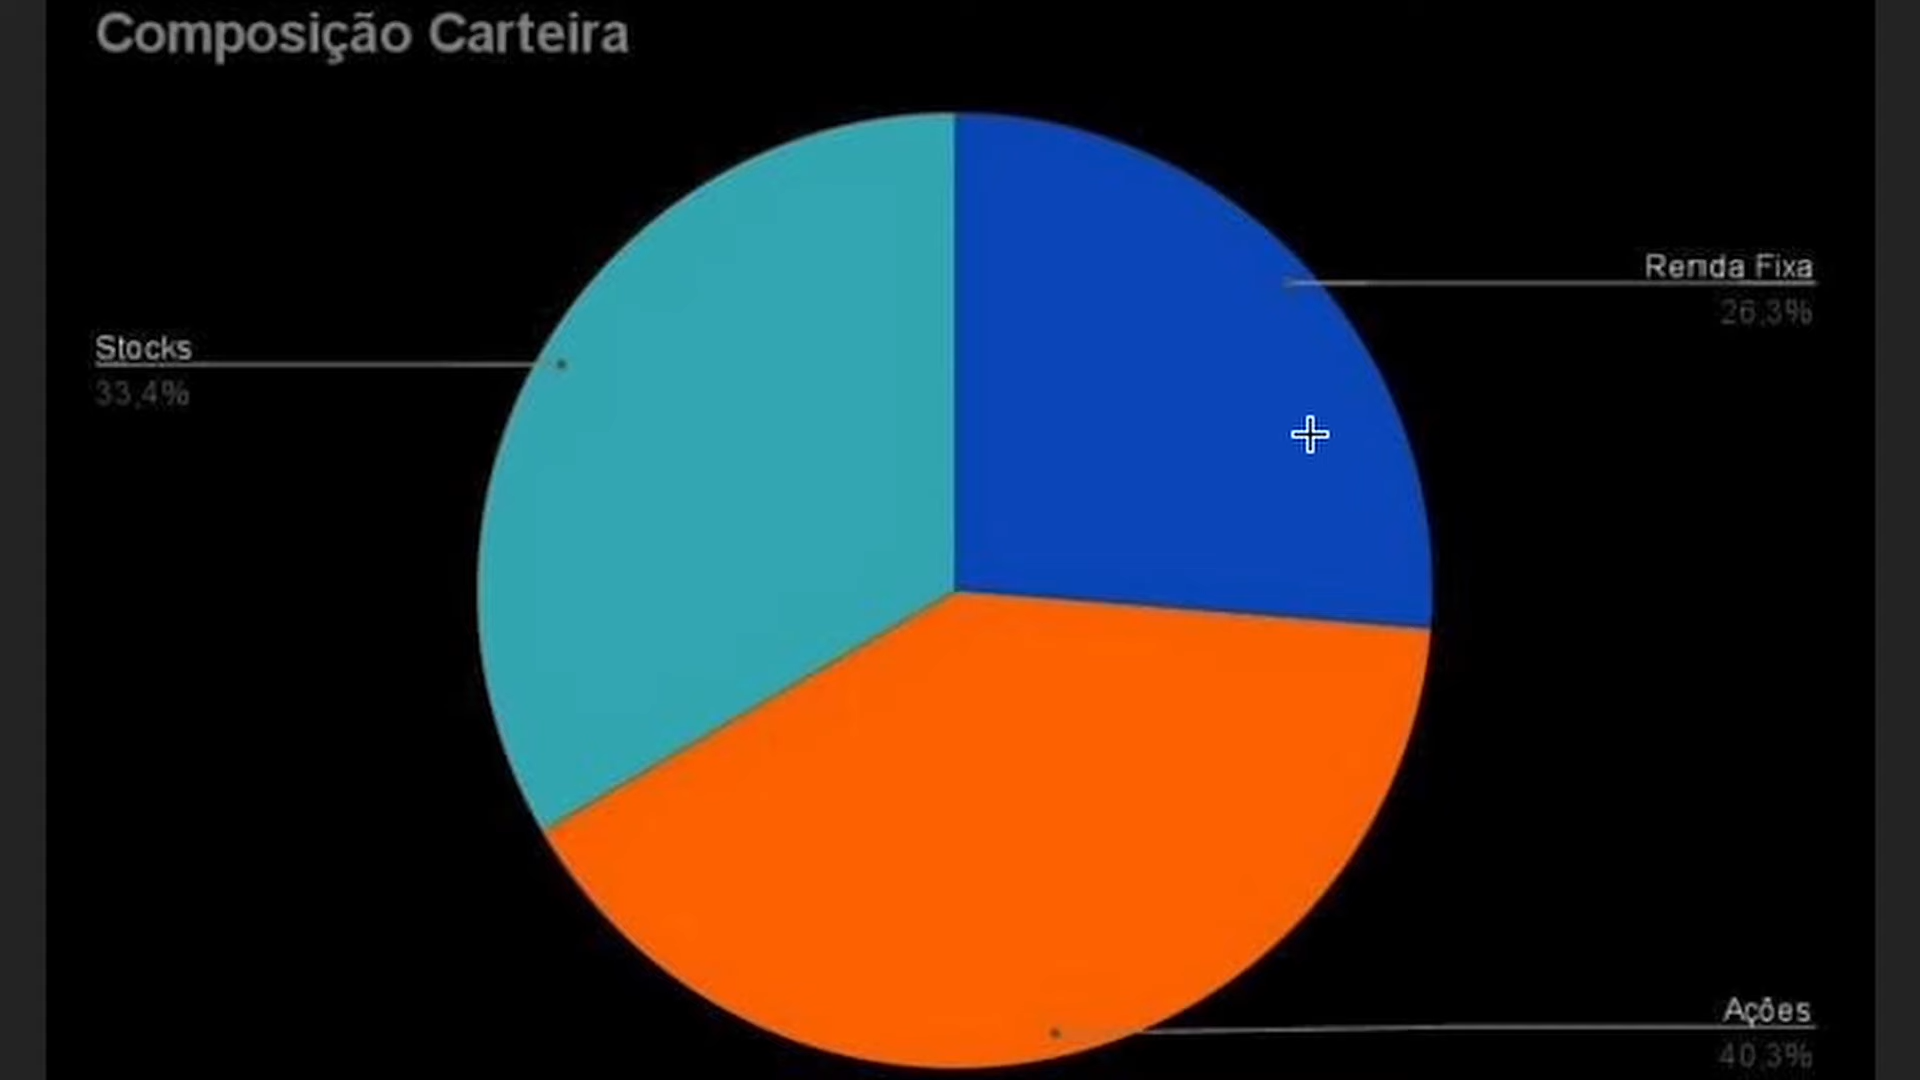 Composição Carteira
Renda Fixa
26,3%
Stocks
33,4%
Ações
40,3%